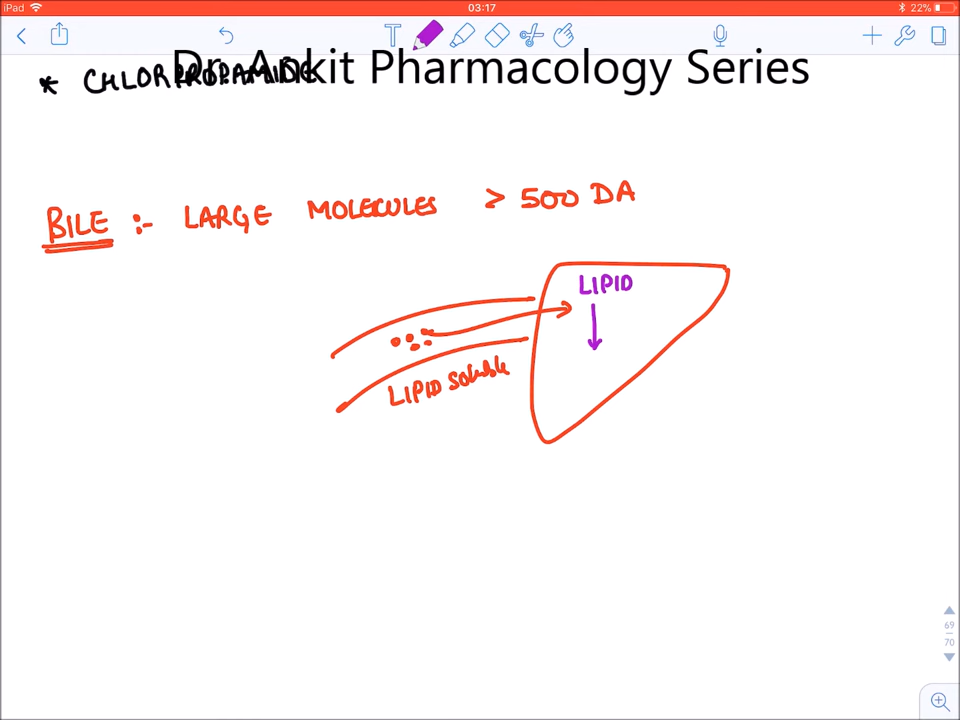 iPad 03:17 22%
Dr. Ankit Pharmacology Series
* CHLORPROPAMIDE
BILE :- LARGE MOLECULES > 500 DA
LIPID
LIPID Soluble
69
70